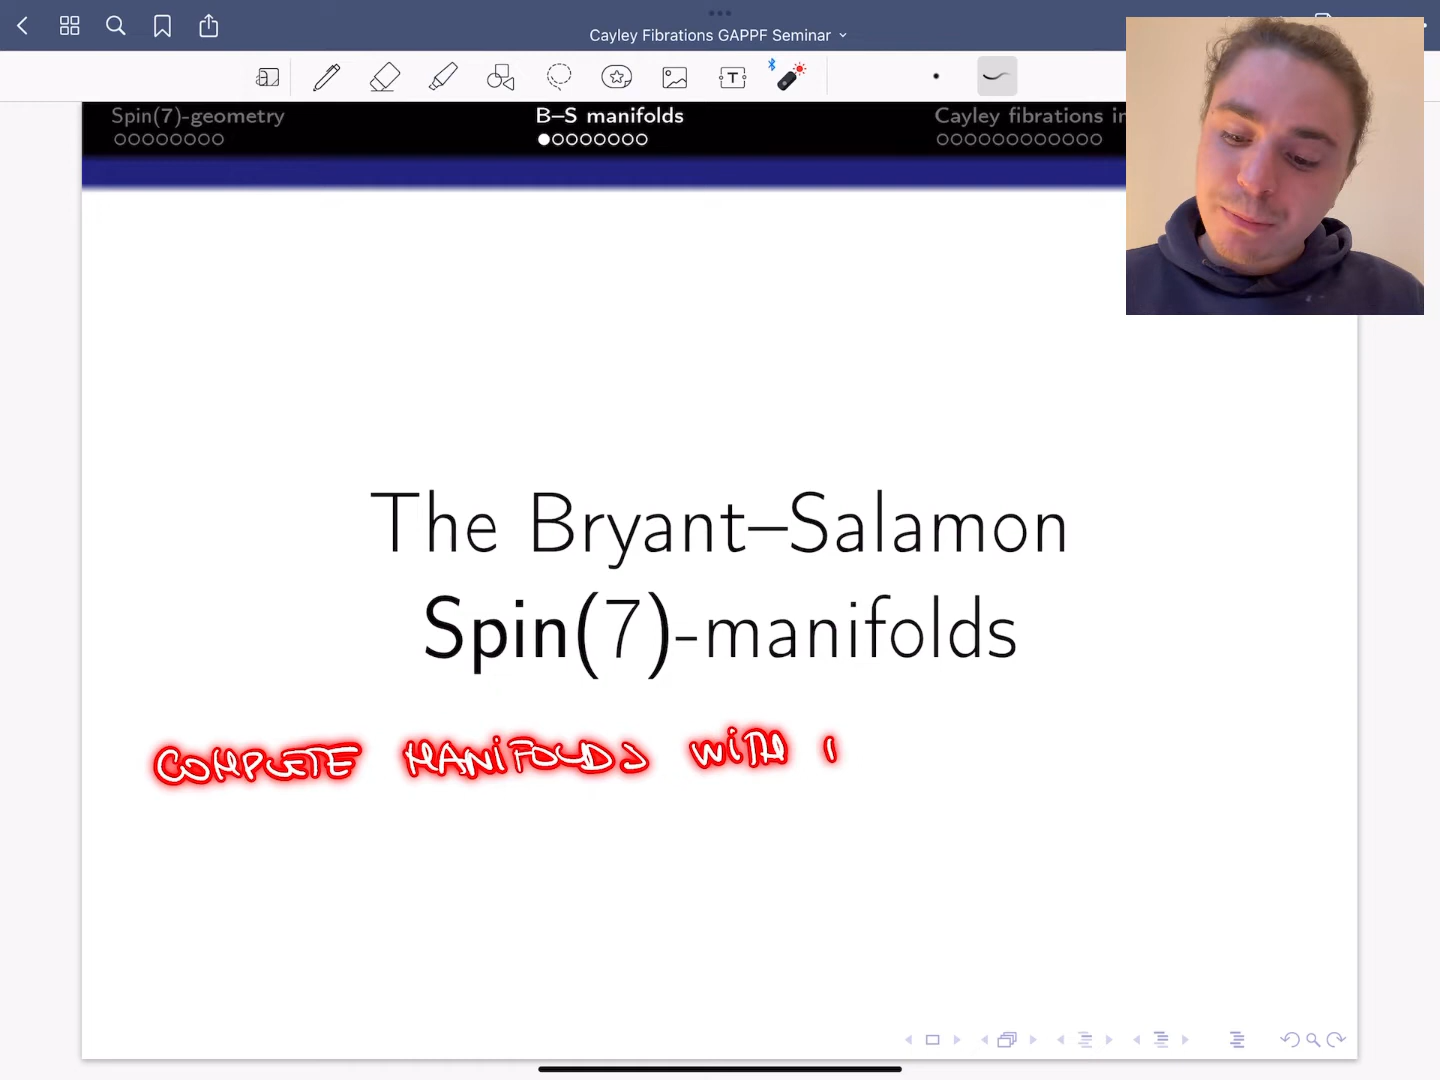 Cayley Fibrations GAPPF Seminar
Spin(7)-geometry
B–S manifolds
Cayley fibrations in
The Bryant–Salamon
Spin(7)-manifolds
COMPLETE MANIFOLDS WITH